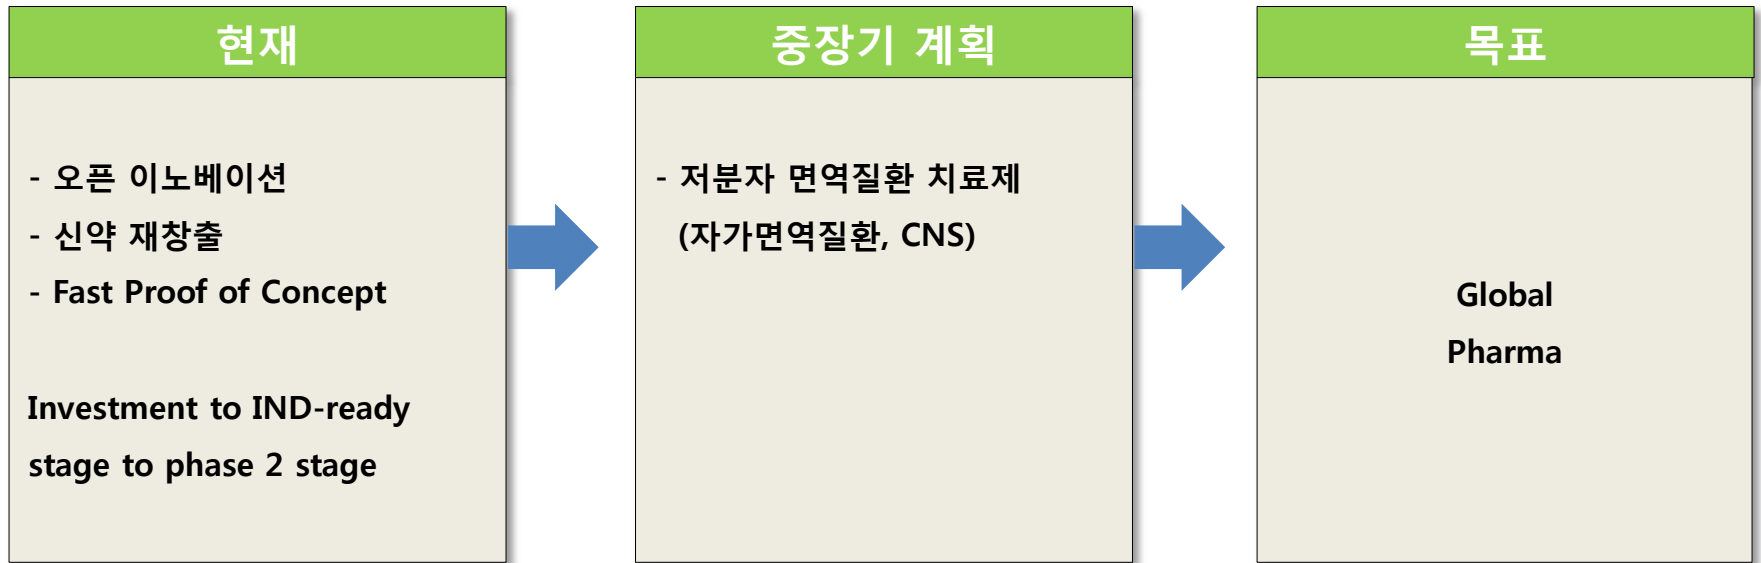 현재
- 오픈 이노베이션
- 신약 재창출
- Fast Proof of Concept
Investment to IND-ready
stage to phase 2 stage
중장기 계획
- 저분자 면역질환 치료제
(자가면역질환, CNS)
목표
Global
Pharma